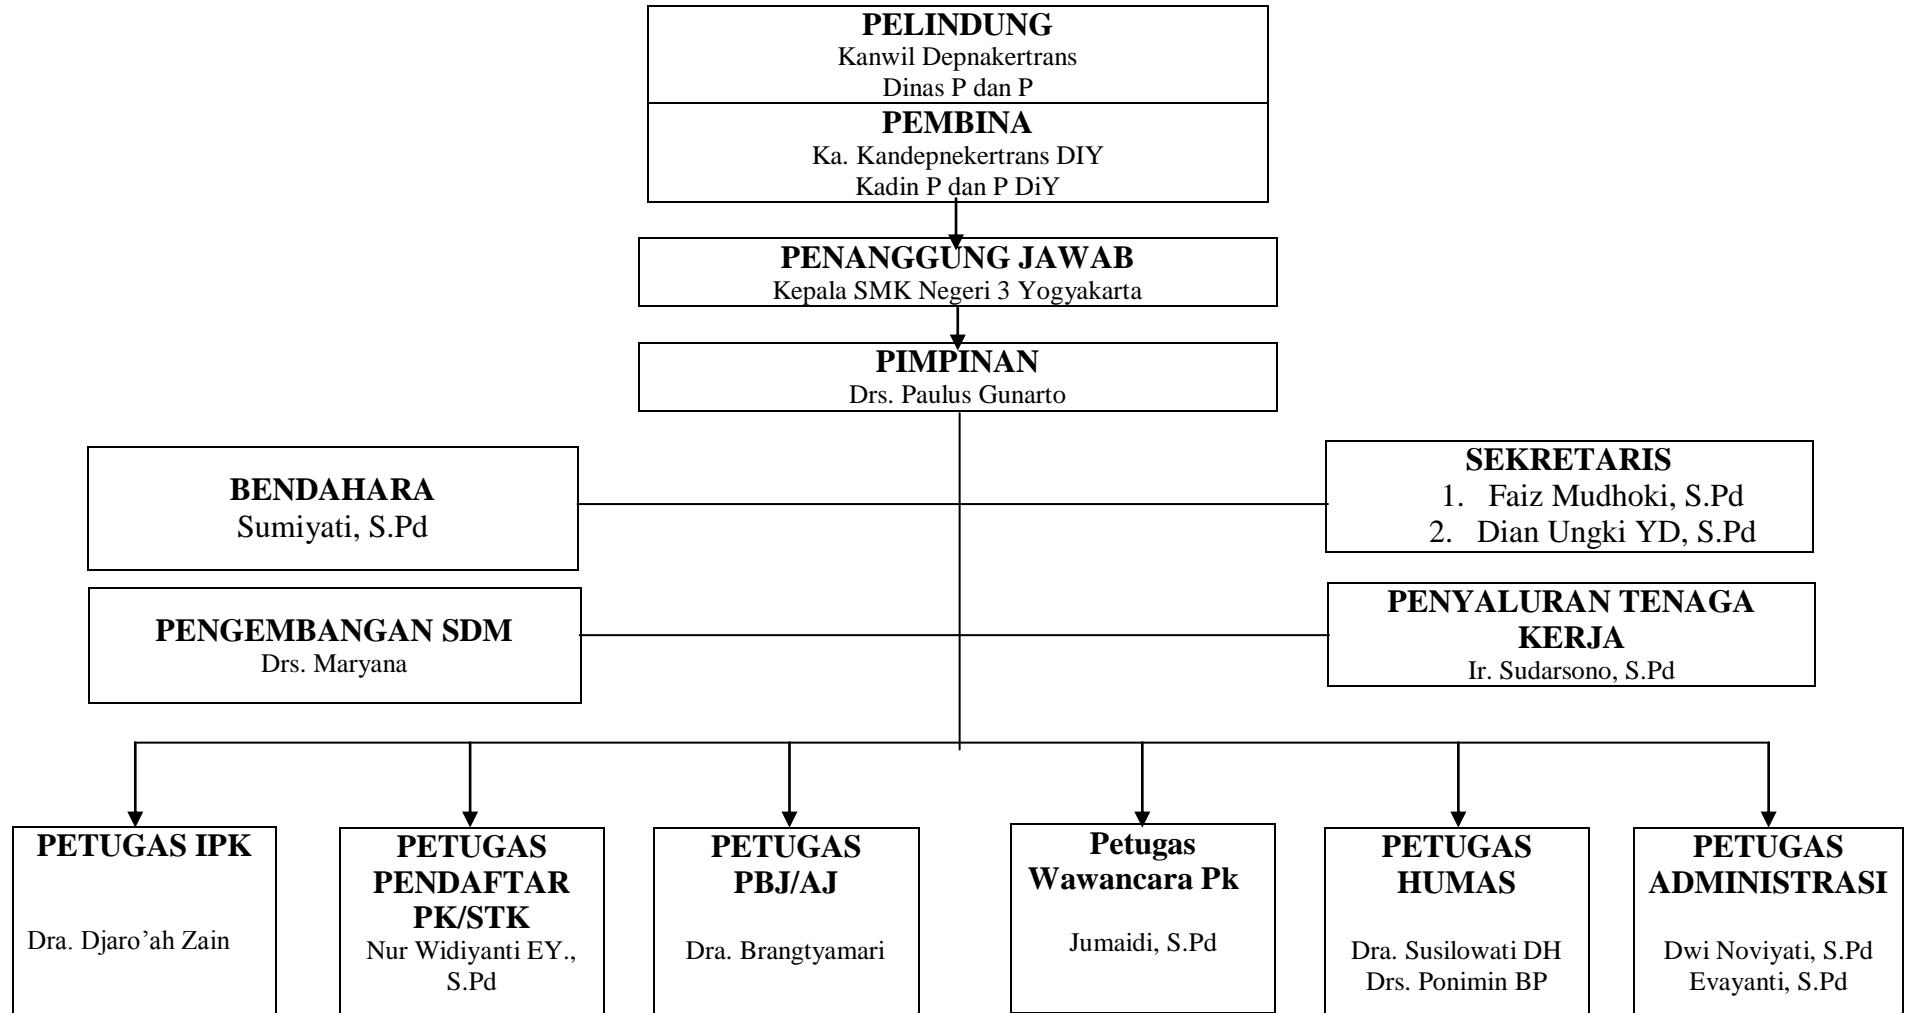 PELINDUNG
Kanwil Depnakertrans
Dinas P dan P
PEMBINA
Ka. Kandepnekertrans DIY
Kadin P dan P DiY
PENANGGUNG JAWAB
Kepala SMK Negeri 3 Yogyakarta
PIMPINAN
Drs. Paulus Gunarto
BENDAHARA
Sumiyati, S.Pd
SEKRETARIS
1. Faiz Mudhoki, S.Pd
2. Dian Ungki YD, S.Pd
PENGEMBANGAN SDM
Drs. Maryana
PENYALURAN TENAGA
KERJA
Ir. Sudarsono, S.Pd
PETUGAS IPK
Dra. Djaro’ah Zain
PETUGAS
PENDAFTAR
PK/STK
Nur Widiyanti EY.,
S.Pd
PETUGAS
PBJ/AJ
Dra. Brangtyamari
Petugas
Wawancara Pk
Jumaidi, S.Pd
PETUGAS
HUMAS
Dra. Susilowati DH
Drs. Ponimin BP
PETUGAS
ADMINISTRASI
Dwi Noviyati, S.Pd
Evayanti, S.Pd